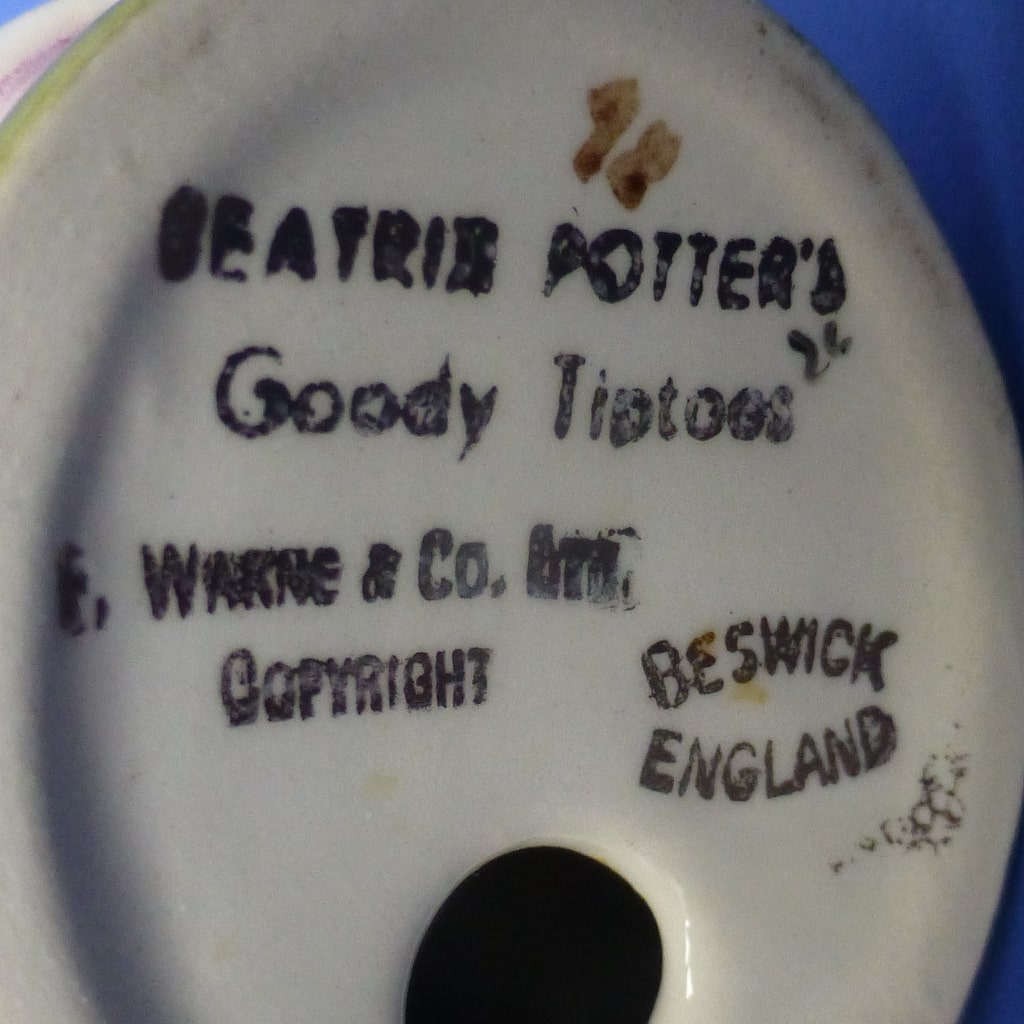 BEATRIX POTTER'S
Goody Tiptoes
F. WARNE & Co. Ltd.
COPYRIGHT
BESWICK
ENGLAND